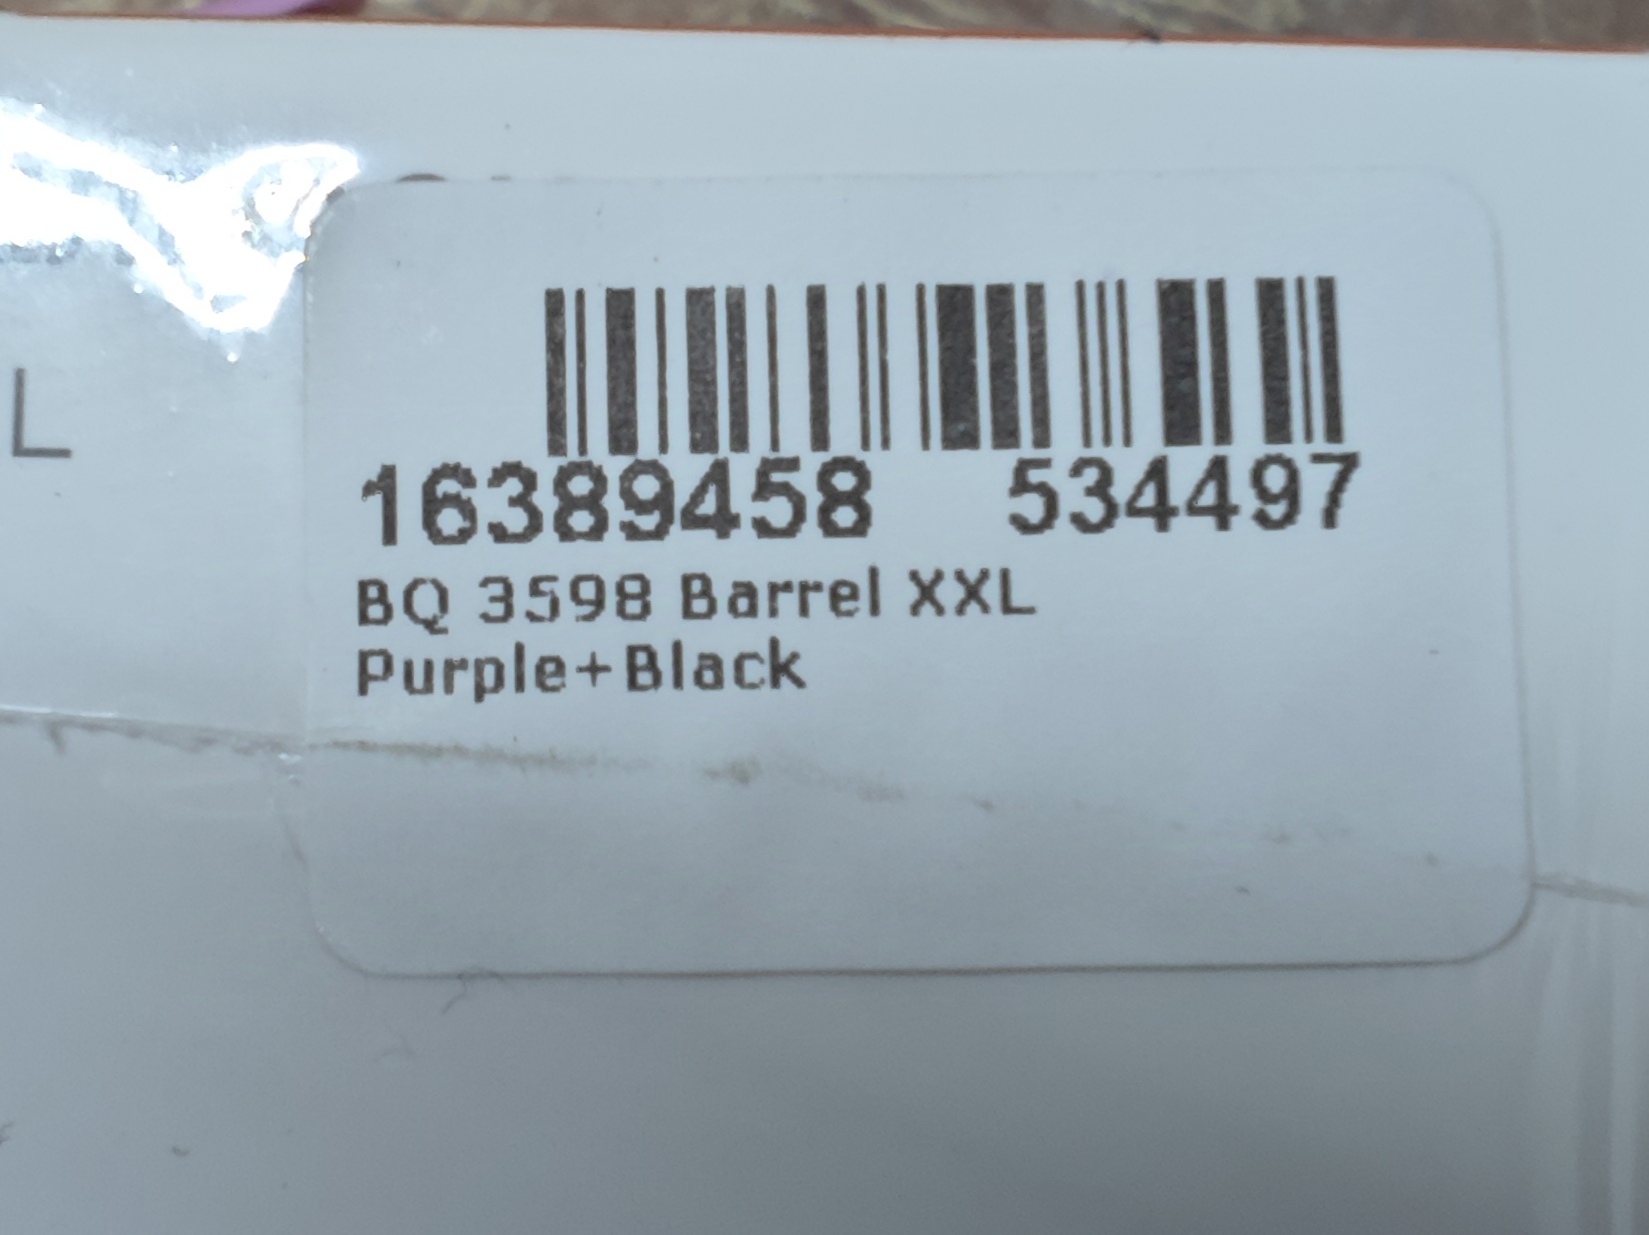 L
16389458 534497
BQ 3598 Barrel XXL
Purple+Black